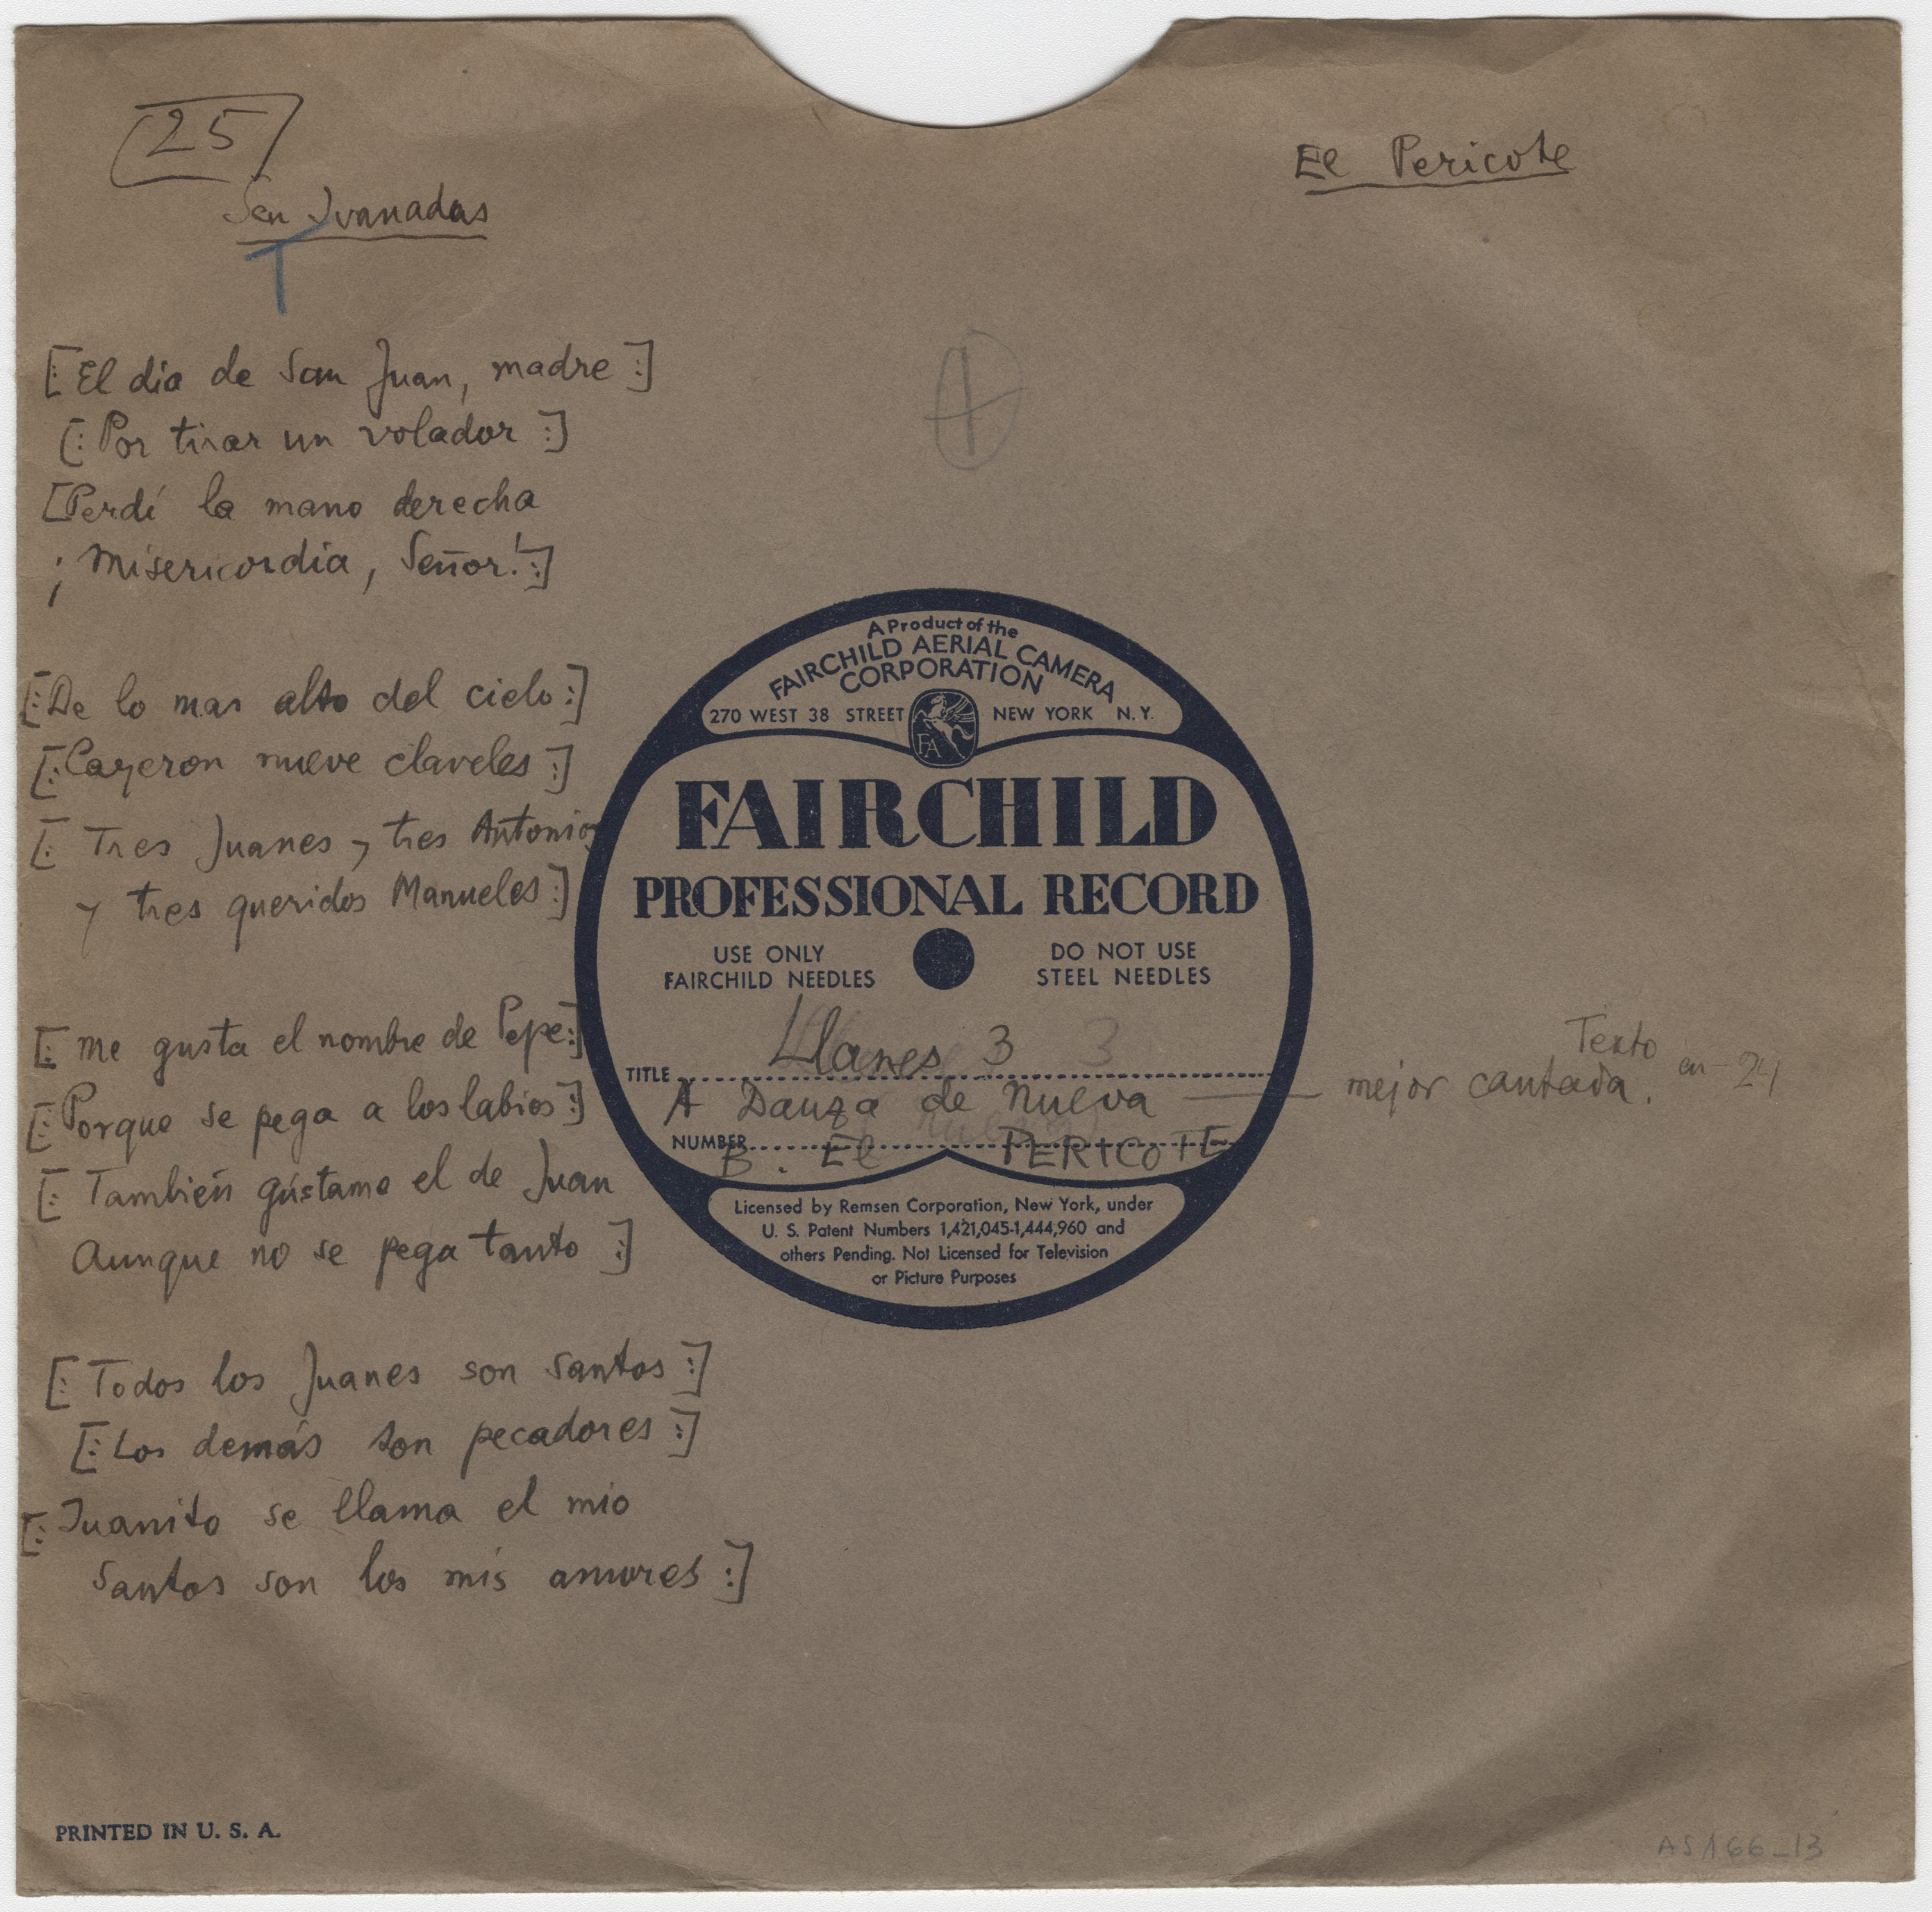 25
San Juanadas
El Pericote
[: El dia de San Juan, madre :]
[: Por tirar un volador :]
[Perdí la mano derecha
¡Misericordia, Señor! :]
[: De lo mas alto del cielo :]
[: Cayeron nueve claveles :]
[: Tres Juanes y tres Antonios
y tres queridos Manueles :]
[: Me gusta el nombre de Pepe :]
[: Porque se pega a los labios :]
[: También gústame el de Juan
Aunque no se pega tanto :]
[: Todos los Juanes son santos :]
[: Los demás son pecadores :]
[: Juanito se llama el mio
Santos son los mis amores :]
A Product of the
FAIRCHILD AERIAL CAMERA
CORPORATION
270 WEST 38 STREET NEW YORK N.Y.
FA
FAIRCHILD
PROFESSIONAL RECORD
USE ONLY
FAIRCHILD NEEDLES
DO NOT USE
STEEL NEEDLES
TITLE Llanes 3 3
A Danza de Nueva — mejor cantada.
Texto en 24
NUMBER
B. El PERICOTE
Licensed by Remsen Corporation, New York, under
U. S. Patent Numbers 1,421,045-1,444,960 and
others Pending. Not Licensed for Television
or Picture Purposes
PRINTED IN U. S. A.
AS166_13